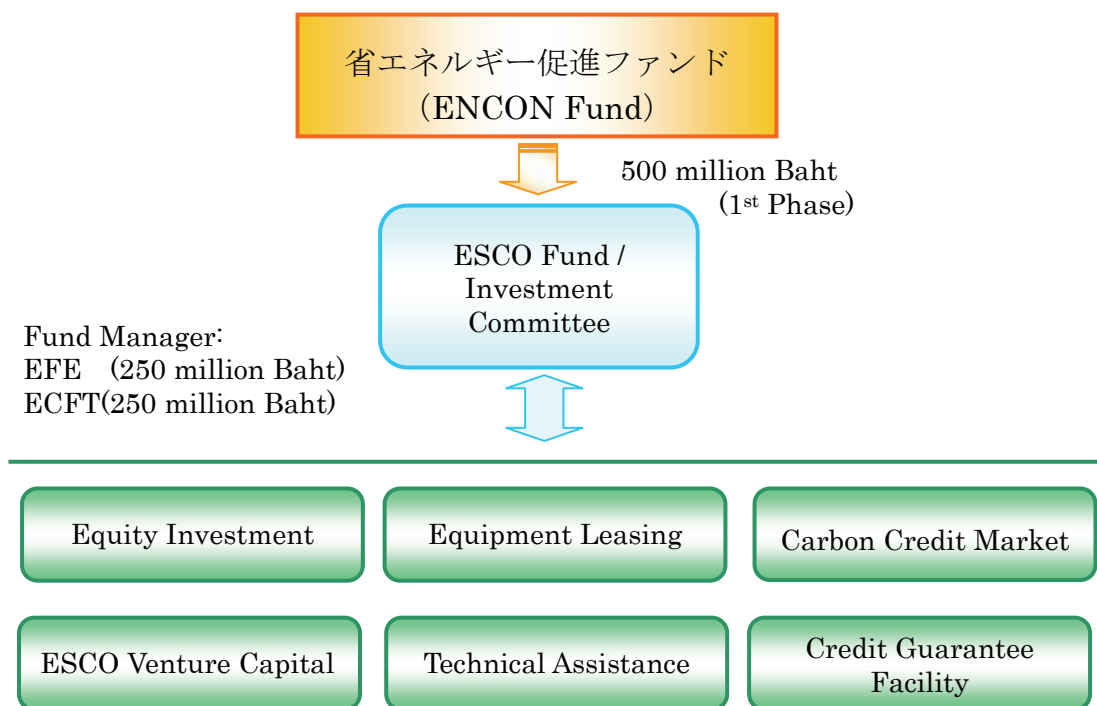 省エネルギー促進ファンド
（ENCON Fund）
500 million Baht
(1st Phase)
ESCO Fund /
Investment
Committee
Fund Manager:
EFE　(250 million Baht)
ECFT(250 million Baht)
Equity Investment
Equipment Leasing
Carbon Credit Market
ESCO Venture Capital
Technical Assistance
Credit Guarantee
Facility